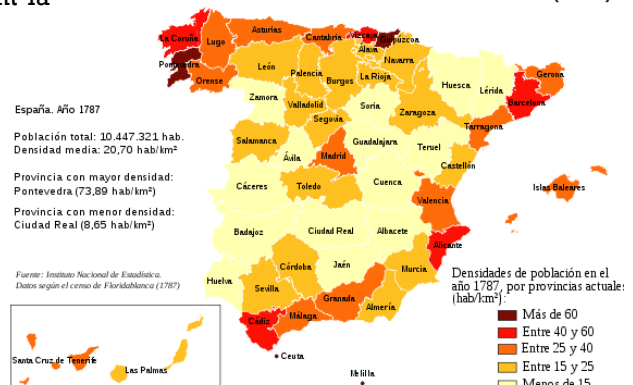 La Coruña
Lugo
Asturias
Cantabria
Vizcaya
Guipúzcoa
Álava
Navarra
Pontevedra
Orense
León
Palencia
Burgos
La Rioja
Huesca
Lérida
Gerona
Barcelona
Zamora
Valladolid
Soria
Zaragoza
Segovia
Tarragona
España. Año 1787
Población total: 10.447.321 hab.
Densidad media: 20,70 hab/km²
Provincia con mayor densidad:
Pontevedra (73,89 hab/km²)
Provincia con menor densidad:
Ciudad Real (8,65 hab/km²)
Salamanca
Ávila
Madrid
Guadalajara
Teruel
Castellón
Cáceres
Toledo
Cuenca
Valencia
Islas Baleares
Badajoz
Ciudad Real
Albacete
Alicante
Huelva
Sevilla
Córdoba
Jaén
Murcia
Cádiz
Málaga
Granada
Almería
Ceuta
Melilla
Fuente: Instituto Nacional de Estadística.
Datos según el censo de Floridablanca (1787)
Santa Cruz de Tenerife
Las Palmas
Densidades de población en el
año 1787, por provincias actuales
(hab/km²):
Más de 60
Entre 40 y 60
Entre 25 y 40
Entre 15 y 25
Menos de 15